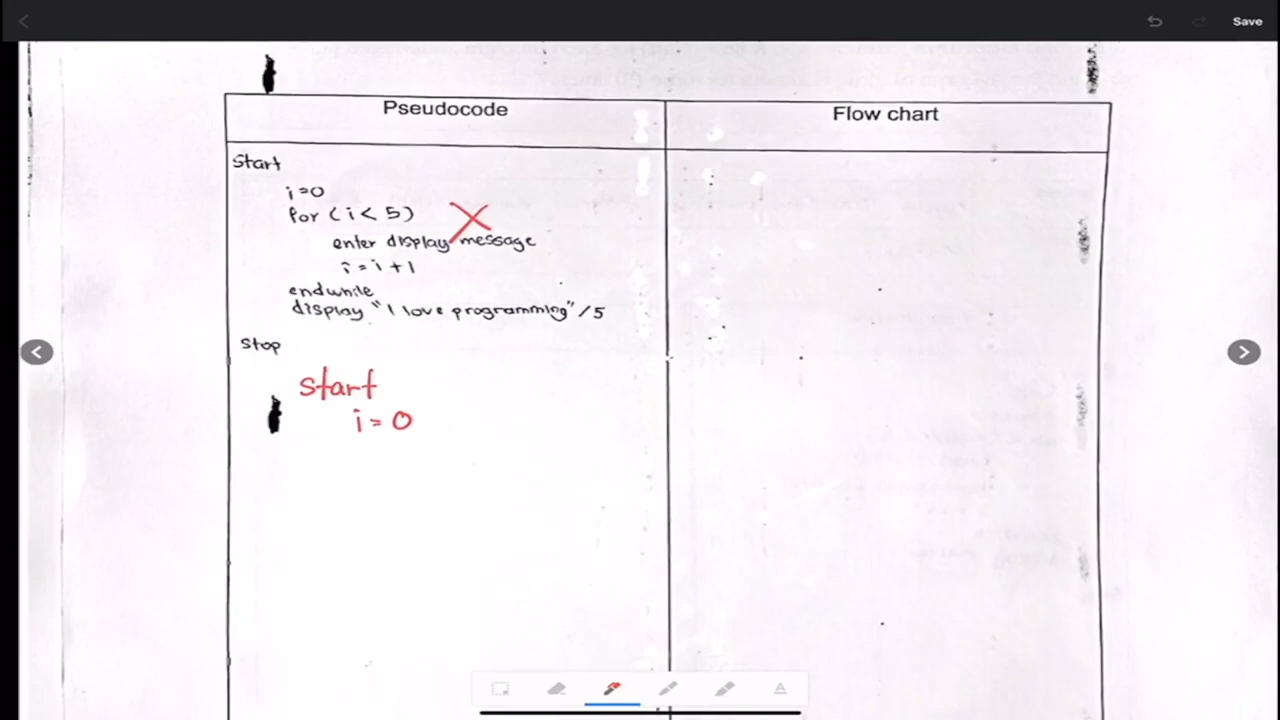 Save
Pseudocode
Flow chart
Start
i=0
for (i < 5)
enter display message
i = i + 1
endwhile
display "I love programming" / 5
Stop
Start
i = 0
A